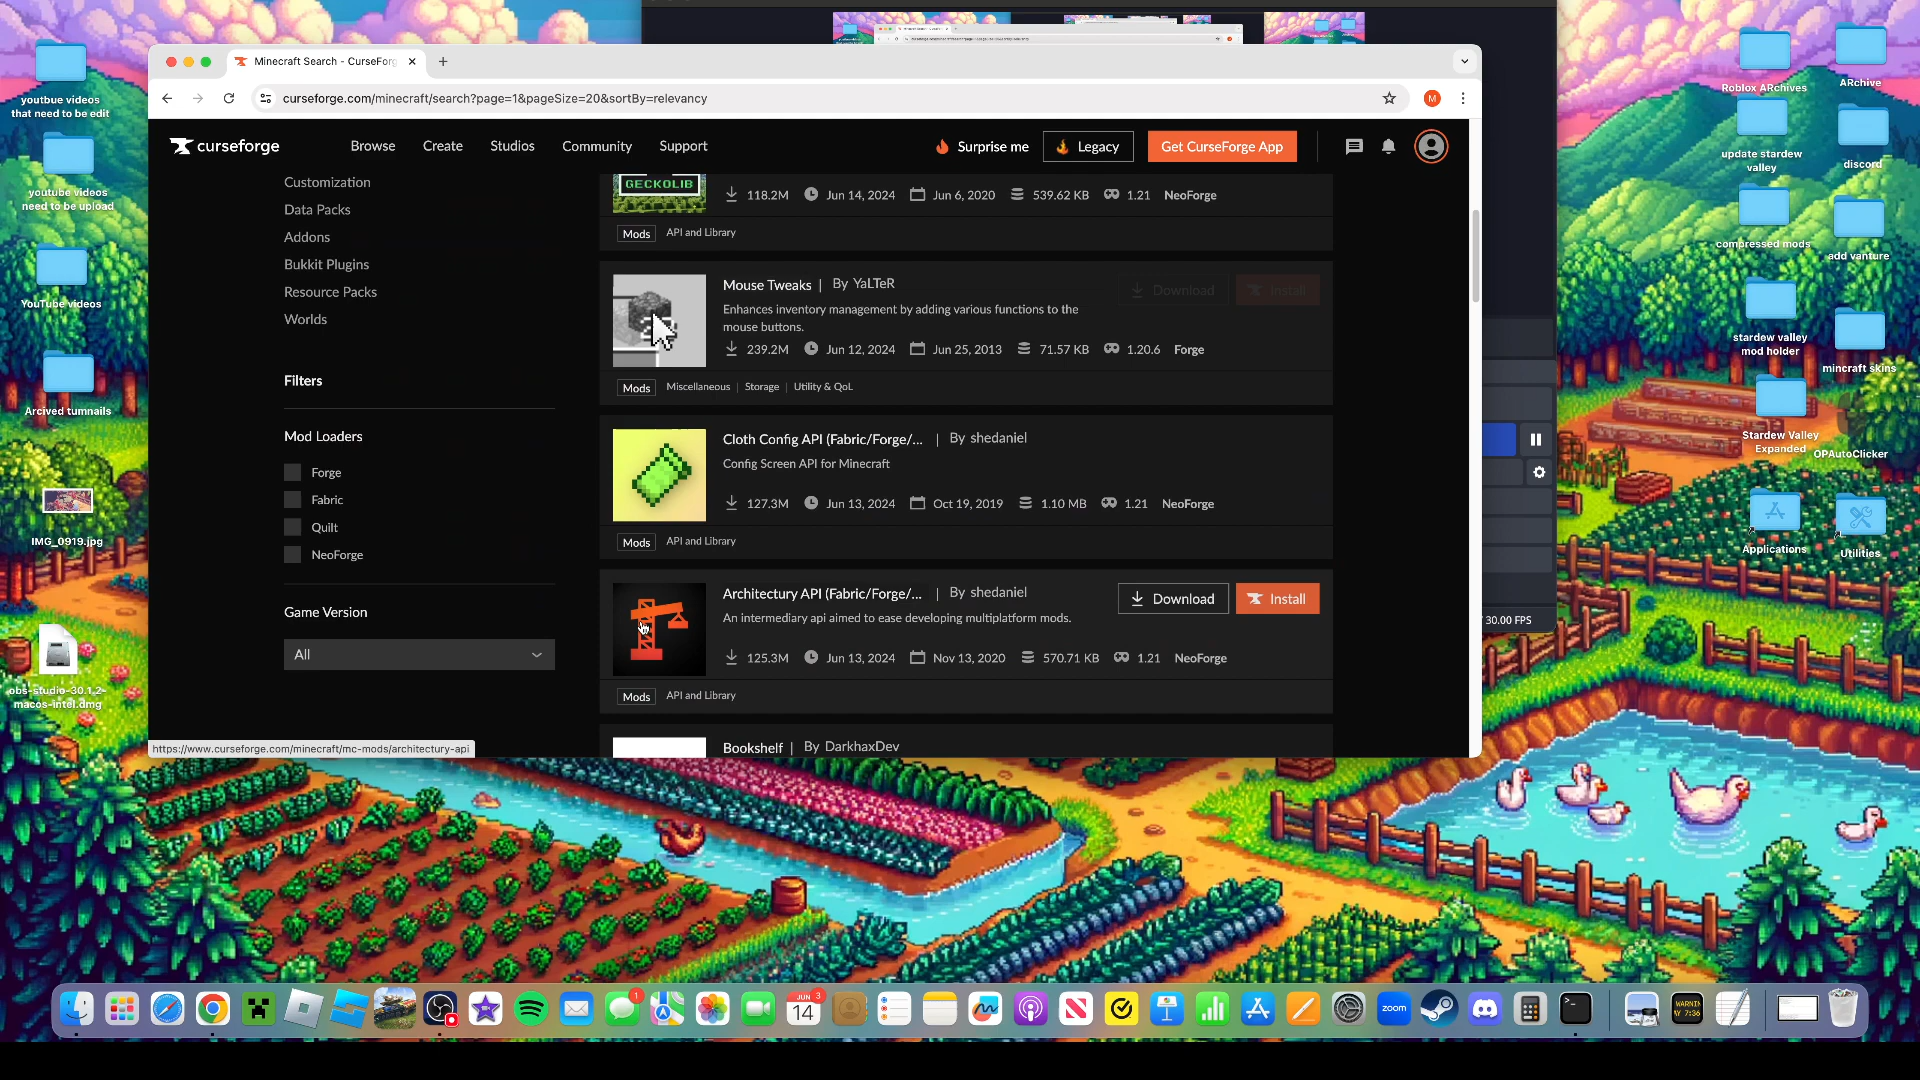 Minecraft Search - CurseForg
curseforge.com/minecraft/search?page=1&pageSize=20&sortBy=relevancy
M
curseforge
Browse
Create
Studios
Community
Support
Surprise me
Legacy
Get CurseForge App
Customization
Data Packs
Addons
Bukkit Plugins
Resource Packs
Worlds
Filters
Mod Loaders
Forge
Fabric
Quilt
NeoForge
Game Version
All
GECKOLIB
118.2M Jun 14, 2024 Jun 6, 2020 539.62 KB 1.21 NeoForge
Mods API and Library
Mouse Tweaks | By YaLTeR
Download Install
Enhances inventory management by adding various functions to the
mouse buttons.
239.2M Jun 12, 2024 Jun 25, 2013 71.57 KB 1.20.6 Forge
Mods Miscellaneous | Storage | Utility & QoL
Cloth Config API (Fabric/Forge/... | By shedaniel
Config Screen API for Minecraft
127.3M Jun 13, 2024 Oct 19, 2019 1.10 MB 1.21 NeoForge
Mods API and Library
Architectury API (Fabric/Forge/... | By shedaniel
Download Install
An intermediary api aimed to ease developing multiplatform mods.
125.3M Jun 13, 2024 Nov 13, 2020 570.71 KB 1.21 NeoForge
Mods API and Library
Bookshelf | By DarkhaxDev
https://www.curseforge.com/minecraft/mc-mods/architectury-api
30.00 FPS
youtbue videos
that need to be edit
youtube videos
need to be upload
YouTube videos
Arcived tumnails
IMG_0919.jpg
obs-studio-30.1.2-
macos-intel.dmg
Roblox ARchives
ARchive
update stardew
valley
discord
compressed mods
add vanture
stardew valley
mod holder
mincraft skins
Stardew Valley
Expanded
OPAutoClicker
Applications
Utilities
1
JUN 3
14
zoom